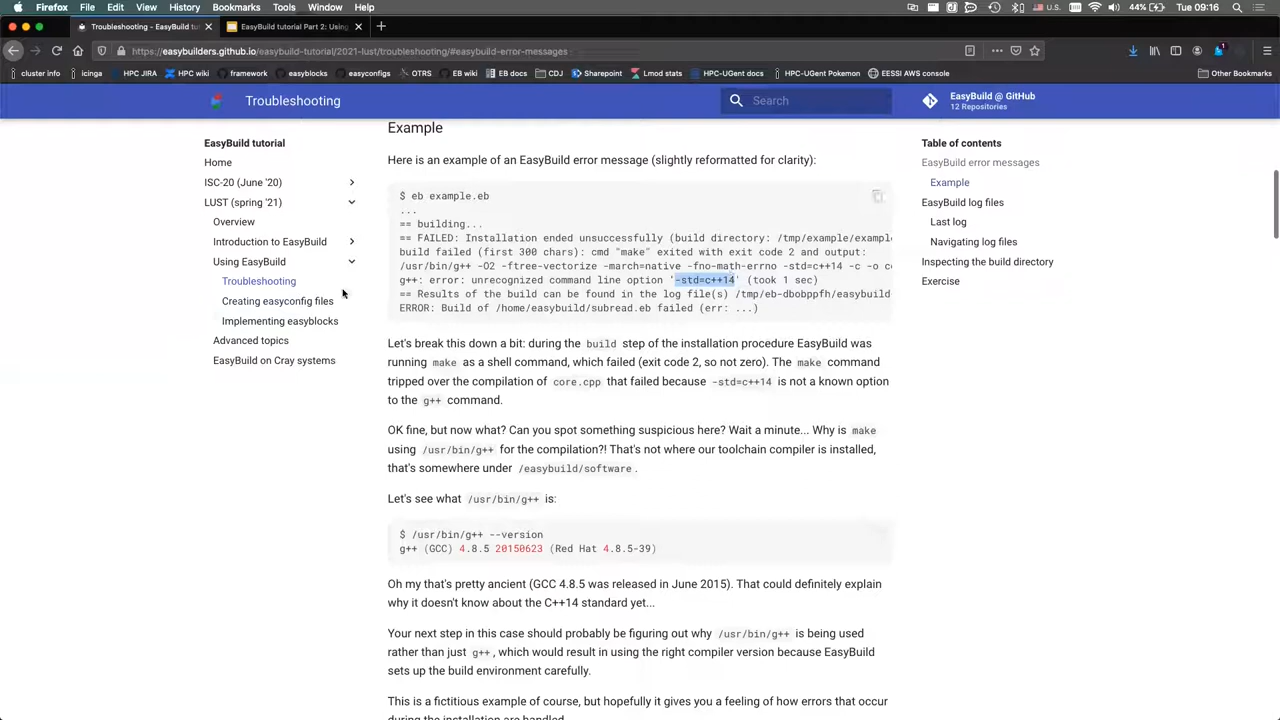 Firefox File Edit View History Bookmarks Tools Window Help 44% Tue 09:16
Troubleshooting - EasyBuild tut
EasyBuild tutorial Part 2: Using
https://easybuilders.github.io/easybuild-tutorial/2021-lust/troubleshooting/#easybuild-error-messages
cluster info icinga HPC JIRA HPC wiki framework easyblocks easyconfigs OTRS EB wiki EB docs CDJ Sharepoint Lmod stats HPC-UGent docs HPC-UGent Pokemon EESSI AWS console Other Bookmarks
Troubleshooting
Search
EasyBuild @ GitHub
12 Repositories
EasyBuild tutorial
Home
ISC-20 (June '20)
LUST (spring '21)
Overview
Introduction to EasyBuild
Using EasyBuild
Troubleshooting
Creating easyconfig files
Implementing easyblocks
Advanced topics
EasyBuild on Cray systems
Example
Here is an example of an EasyBuild error message (slightly reformatted for clarity):
$ eb example.eb
...
== building...
== FAILED: Installation ended unsuccessfully (build directory: /tmp/example/example
build failed (first 300 chars): cmd "make" exited with exit code 2 and output:
/usr/bin/g++ -O2 -ftree-vectorize -march=native -fno-math-errno -std=c++14 -c -o co
g++: error: unrecognized command line option '-std=c++14' (took 1 sec)
== Results of the build can be found in the log file(s) /tmp/eb-dbobppfh/easybuild-
ERROR: Build of /home/easybuild/subread.eb failed (err: ...)
Let's break this down a bit: during the build step of the installation procedure EasyBuild was
running make as a shell command, which failed (exit code 2, so not zero). The make command
tripped over the compilation of core.cpp that failed because -std=c++14 is not a known option
to the g++ command.
OK fine, but now what? Can you spot something suspicious here? Wait a minute... Why is make
using /usr/bin/g++ for the compilation?! That's not where our toolchain compiler is installed,
that's somewhere under /easybuild/software.
Let's see what /usr/bin/g++ is:
$ /usr/bin/g++ --version
g++ (GCC) 4.8.5 20150623 (Red Hat 4.8.5-39)
Oh my that's pretty ancient (GCC 4.8.5 was released in June 2015). That could definitely explain
why it doesn't know about the C++14 standard yet...
Your next step in this case should probably be figuring out why /usr/bin/g++ is being used
rather than just g++, which would result in using the right compiler version because EasyBuild
sets up the build environment carefully.
This is a fictitious example of course, but hopefully it gives you a feeling of how errors that occur
during the installation are handled.
Table of contents
EasyBuild error messages
Example
EasyBuild log files
Last log
Navigating log files
Inspecting the build directory
Exercise